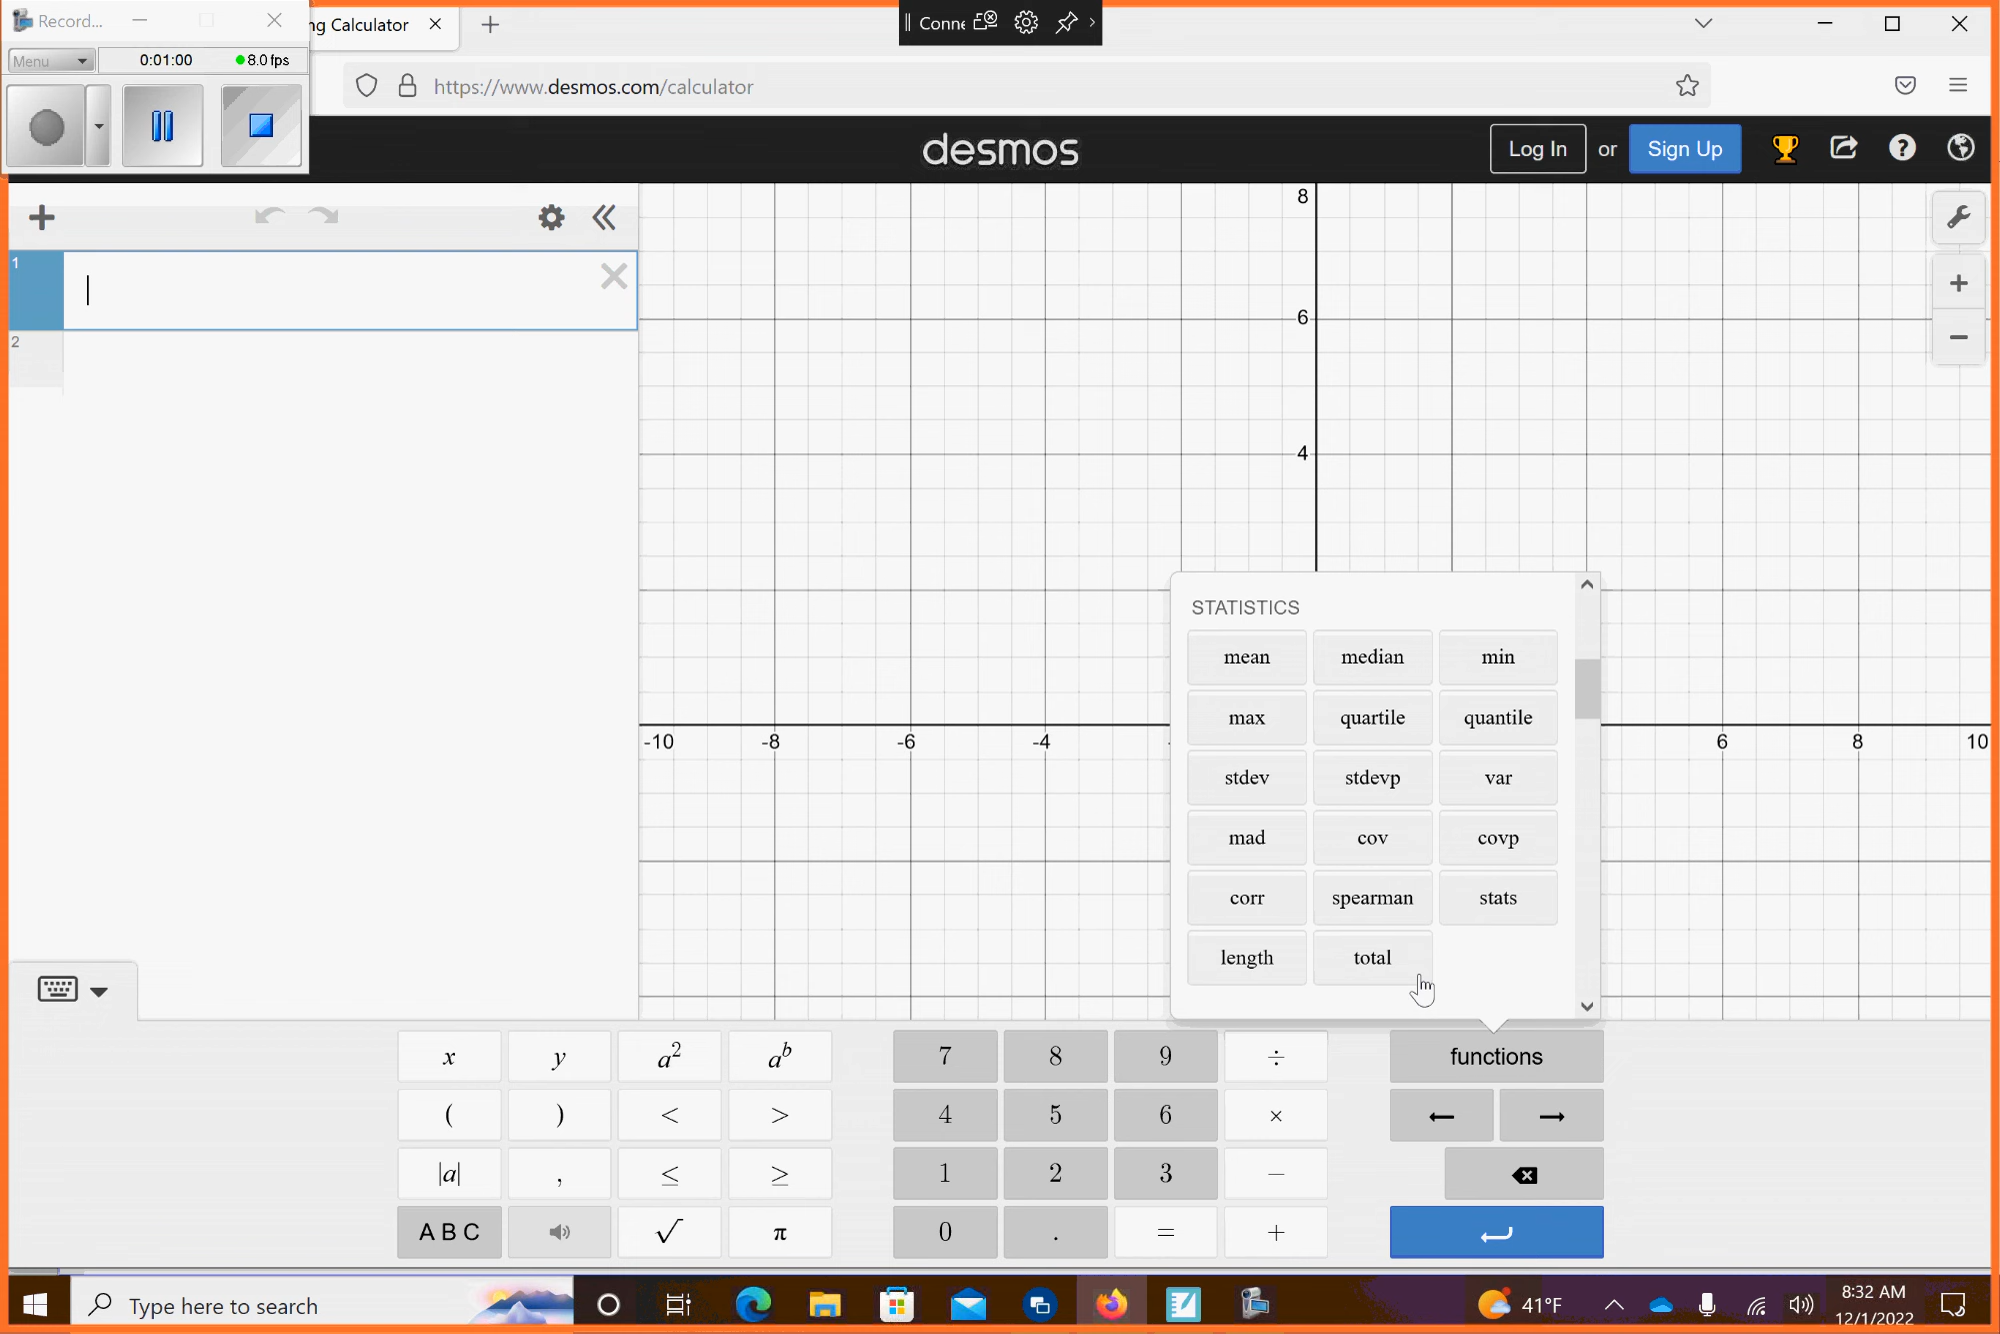 Record...
ng Calculator
Conne
Menu
0:01:00
8.0 fps
https://www.desmos.com/calculator
desmos
Log In or Sign Up
1
2
8
6
4
-10 -8 -6 -4 6 8 10
STATISTICS
mean median min
max quartile quantile
stdev stdevp var
mad cov covp
corr spearman stats
length total
x y a² aᵇ 7 8 9 ÷ functions
( ) < > 4 5 6 × ← →
|a| , ≤ ≥ 1 2 3 −
A B C √ π 0 . = +
Type here to search
41°F
8:32 AM
12/1/2022